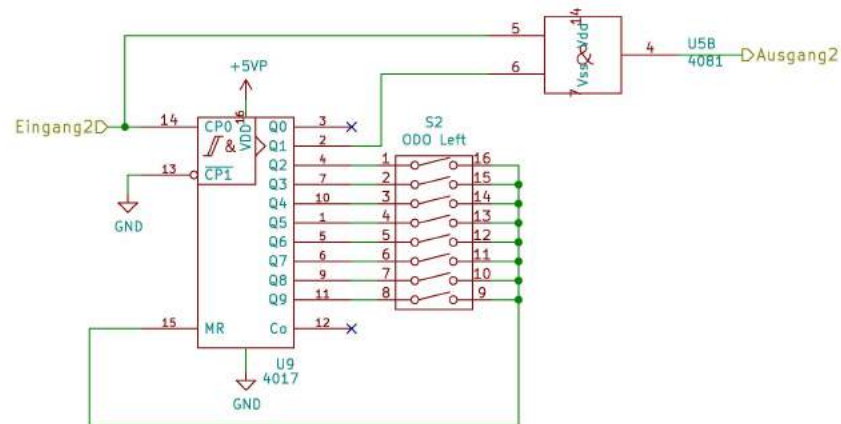 5
14
Vss & Vdd
7
6
4
U5B
4081
Ausgang2
+5VP
Eingang2
14
CP0
&
16
VDD
13
CP1
GND
S2
ODO Left
Q0 3
Q1 2
Q2 4 1 16
Q3 7 2 15
Q4 10 3 14
Q5 1 4 13
Q6 5 5 12
Q7 6 6 11
Q8 9 7 10
Q9 11 8 9
15 MR Co 12
U9
4017
GND